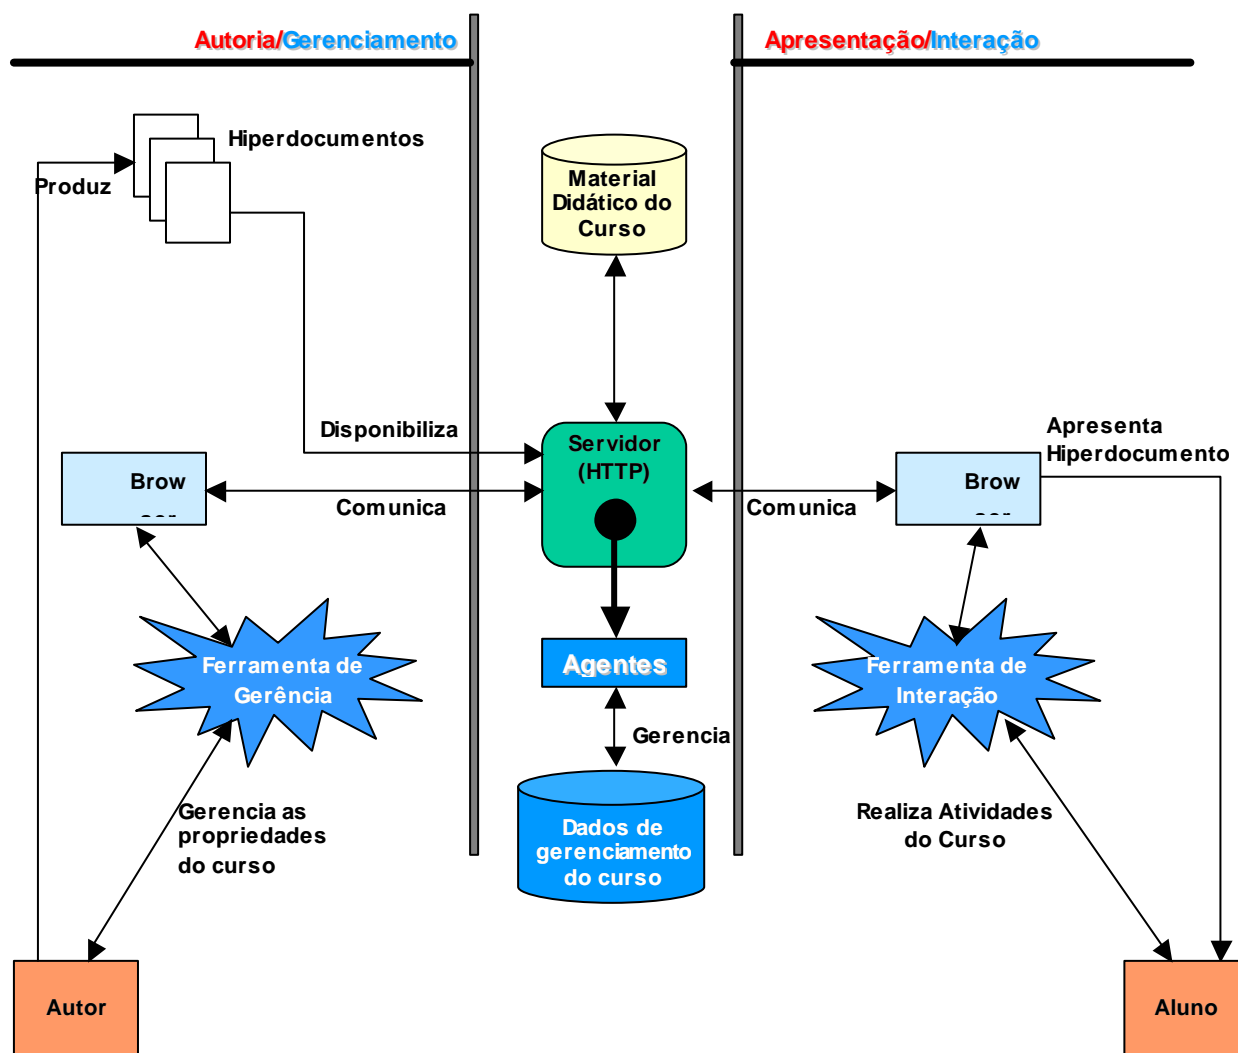 Autoria/Gerenciamento
Apresentação/Interação
Hiperdocumentos
Produz
Material
Didático do
Curso
Disponibiliza
Servidor
(HTTP)
Apresenta
Hiperdocumento
Brow
Comunica
Comunica
Brow
Ferramenta de
Gerência
Agentes
Ferramenta de
Interação
Gerencia
Gerencia as
propriedades
do curso
Dados de
gerenciamento
do curso
Realiza Atividades
do Curso
Autor
Aluno